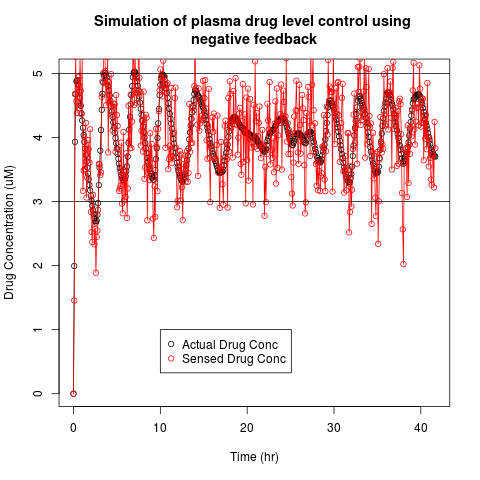 Simulation of plasma drug level control using
negative feedback
Drug Concentration (uM)
5
4
3
2
1
0
Actual Drug Conc
Sensed Drug Conc
0 10 20 30 40
Time (hr)